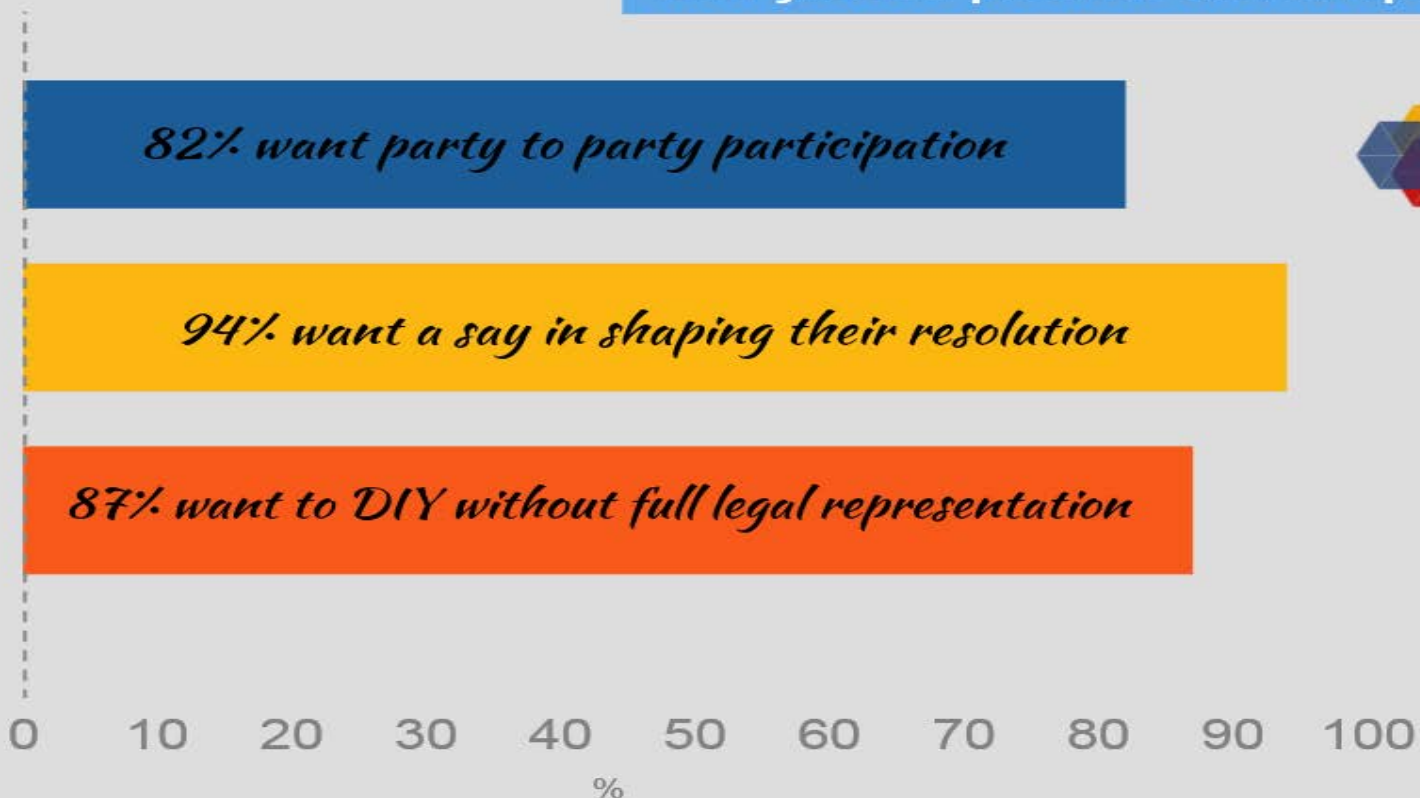 82% want party to party participation
94% want a say in shaping their resolution
87% want to DIY without full legal representation
0 10 20 30 40 50 60 70 80 90 100
%